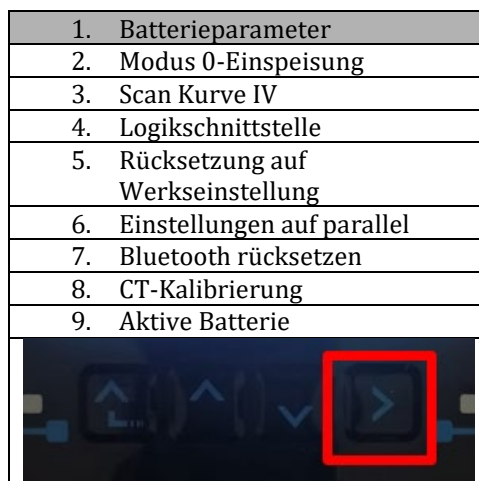 1. Batterieparameter
2. Modus 0-Einspeisung
3. Scan Kurve IV
4. Logikschnittstelle
5. Rücksetzung auf
Werkseinstellung
6. Einstellungen auf parallel
7. Bluetooth rücksetzen
8. CT-Kalibrierung
9. Aktive Batterie